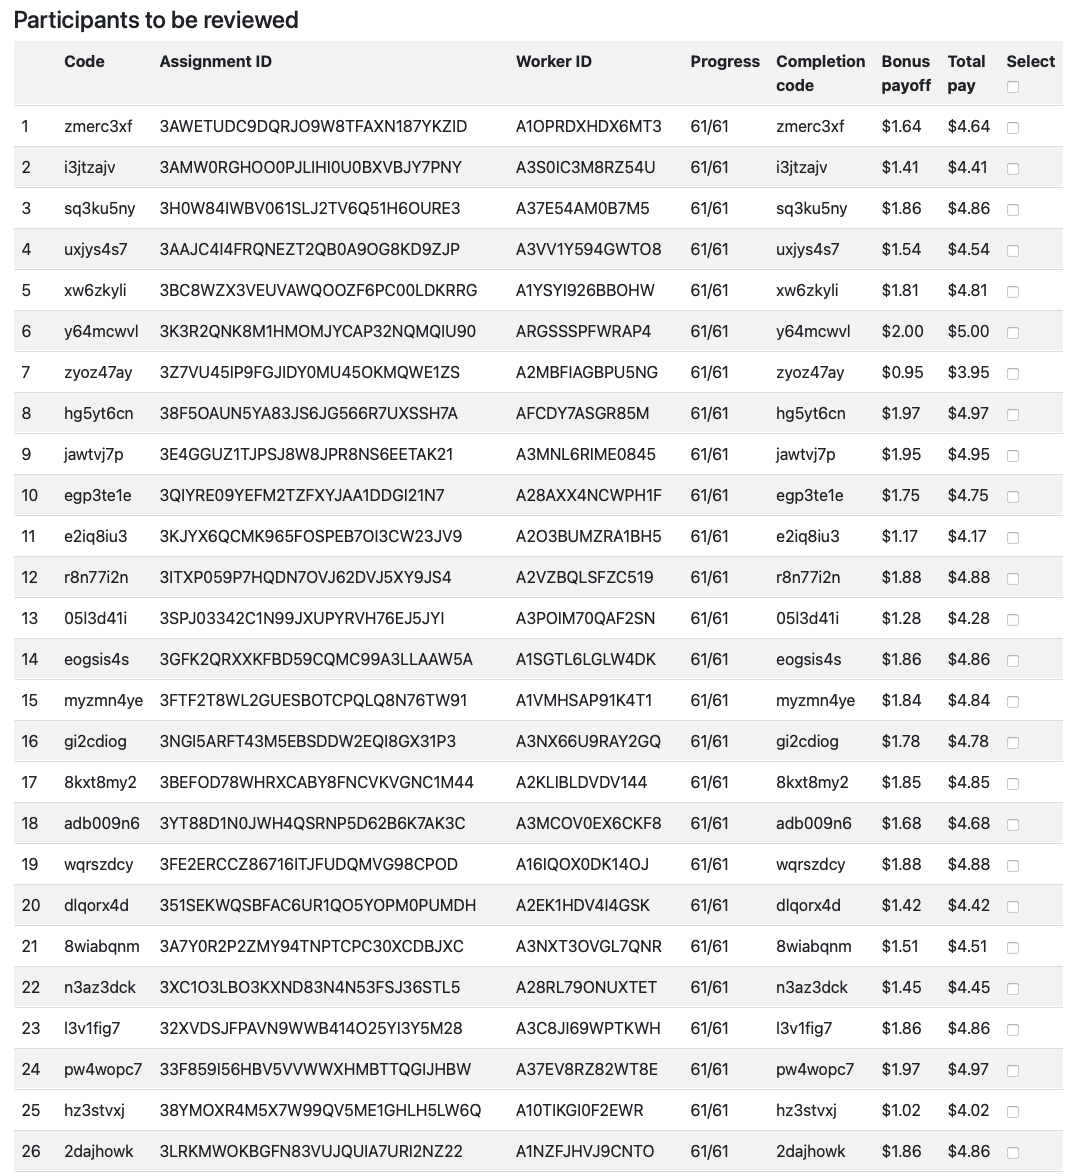 Participants to be reviewed
Code Assignment ID Worker ID Progress Completion code Bonus payoff Total pay Select
1 zmerc3xf 3AWETUDC9DQRJO9W8TFAXN187YKZID A1OPRDXHDX6MT3 61/61 zmerc3xf $1.64 $4.64
2 i3jtzajv 3AMW0RGHOO0PJLIHI0U0BXVBJY7PNY A3S0IC3M8RZ54U 61/61 i3jtzajv $1.41 $4.41
3 sq3ku5ny 3H0W84IWBV061SLJ2TV6Q51H6OURE3 A37E54AM0B7M5 61/61 sq3ku5ny $1.86 $4.86
4 uxjys4s7 3AAJC4I4FRQNEZT2QB0A9OG8KD9ZJP A3VV1Y594GWTO8 61/61 uxjys4s7 $1.54 $4.54
5 xw6zkyli 3BC8WZX3VEUVAWQOOZF6PC00LDKRRG A1YSYI926BBOHW 61/61 xw6zkyli $1.81 $4.81
6 y64mcwvl 3K3R2QNK8M1HMOMJYCAP32NQMQIU90 ARGSSSPFWRAP4 61/61 y64mcwvl $2.00 $5.00
7 zyoz47ay 3Z7VU45IP9FGJIDY0MU45OKMQWE1ZS A2MBFIAGBPU5NG 61/61 zyoz47ay $0.95 $3.95
8 hg5yt6cn 38F5OAUN5YA83JS6JG566R7UXSSH7A AFCDY7ASGR85M 61/61 hg5yt6cn $1.97 $4.97
9 jawtvj7p 3E4GGUZ1TJPSJ8W8JPR8NS6EETAK21 A3MNL6RIME0845 61/61 jawtvj7p $1.95 $4.95
10 egp3te1e 3QIYRE09YEFM2TZFXYJAA1DDGI21N7 A28AXX4NCWPH1F 61/61 egp3te1e $1.75 $4.75
11 e2iq8iu3 3KJYX6QCMK965FOSPEB7OI3CW23JV9 A2O3BUMZRA1BH5 61/61 e2iq8iu3 $1.17 $4.17
12 r8n77i2n 3ITXP059P7HQDN7OVJ62DVJ5XY9JS4 A2VZBQLSFZC519 61/61 r8n77i2n $1.88 $4.88
13 05l3d41i 3SPJ03342C1N99JXUPYRVH76EJ5JYI A3POIM70QAF2SN 61/61 05l3d41i $1.28 $4.28
14 eogsis4s 3GFK2QRXXKFBD59CQMC99A3LLAAW5A A1SGTL6LGLW4DK 61/61 eogsis4s $1.86 $4.86
15 myzmn4ye 3FTF2T8WL2GUESBOTCPQLQ8N76TW91 A1VMHSAP91K4T1 61/61 myzmn4ye $1.84 $4.84
16 gi2cdiog 3NGI5ARFT43M5EBSDDW2EQI8GX31P3 A3NX66U9RAY2GQ 61/61 gi2cdiog $1.78 $4.78
17 8kxt8my2 3BEFOD78WHRXCABY8FNCVKVGNC1M44 A2KLIBLDVDV144 61/61 8kxt8my2 $1.85 $4.85
18 adb009n6 3YT88D1N0JWH4QSRNP5D62B6K7AK3C A3MCOV0EX6CKF8 61/61 adb009n6 $1.68 $4.68
19 wqrszdcy 3FE2ERCCZ86716ITJFUDQMVG98CPOD A16IQOX0DK14OJ 61/61 wqrszdcy $1.88 $4.88
20 dlqorx4d 351SEKWQSBFAC6UR1QO5YOPM0PUMDH A2EK1HDV4I4GSK 61/61 dlqorx4d $1.42 $4.42
21 8wiabqnm 3A7Y0R2P2ZMY94TNPTCPC30XCDBJXC A3NXT3OVGL7QNR 61/61 8wiabqnm $1.51 $4.51
22 n3az3dck 3XC1O3LBO3KXND83N4N53FSJ36STL5 A28RL79ONUXTET 61/61 n3az3dck $1.45 $4.45
23 l3v1fig7 32XVDSJFPAVN9WWB414O25YI3Y5M28 A3C8JI69WPTKWH 61/61 l3v1fig7 $1.86 $4.86
24 pw4wopc7 33F859I56HBV5VVWWXHMBTTQGIJHBW A37EV8RZ82WT8E 61/61 pw4wopc7 $1.97 $4.97
25 hz3stvxj 38YMOXR4M5X7W99QV5ME1GHLH5LW6Q A10TIKGI0F2EWR 61/61 hz3stvxj $1.02 $4.02
26 2dajhowk 3LRKMWOKBGFN83VUJQUIA7URI2NZ22 A1NZFJHVJ9CNTO 61/61 2dajhowk $1.86 $4.86